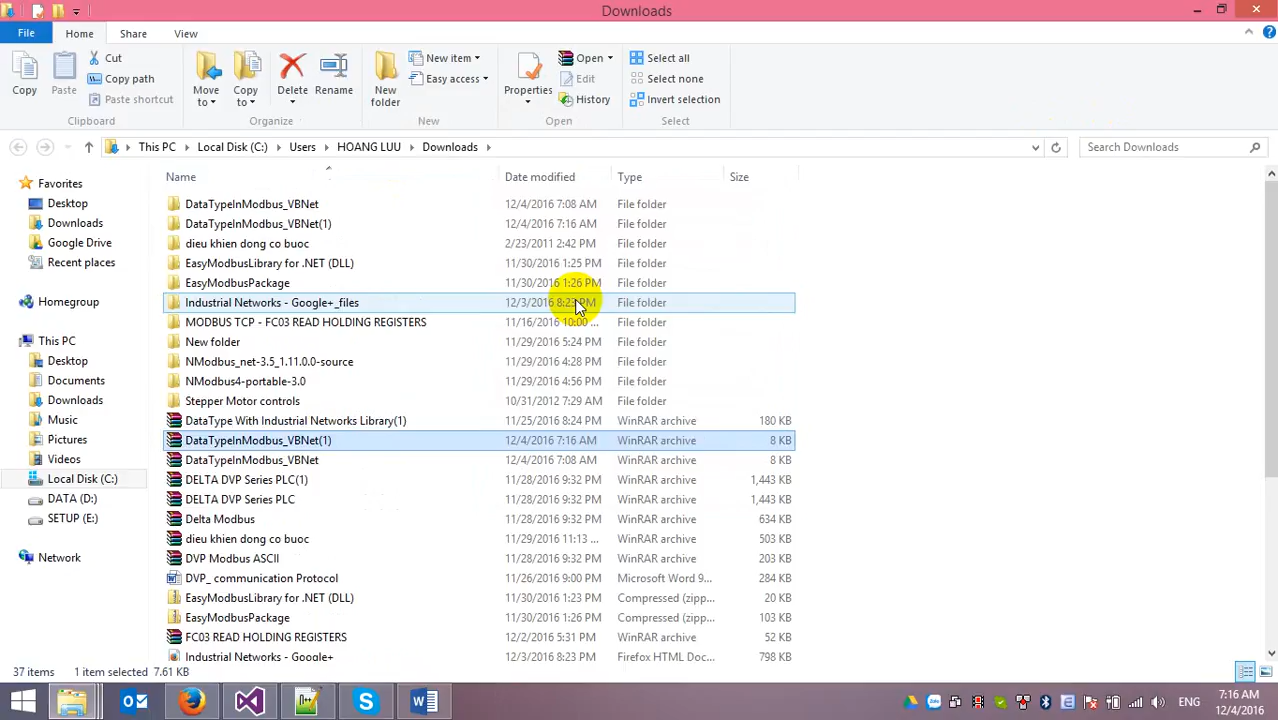 Downloads
File Home Share View
Copy Paste Cut Copy path Paste shortcut Clipboard
Move to Copy to Delete Rename Organize
New folder New item Easy access New
Properties Open Edit History Open
Select all Select none Invert selection Select
This PC Local Disk (C:) Users HOANG LUU Downloads Search Downloads
Favorites
Desktop
Downloads
Google Drive
Recent places
Homegroup
This PC
Desktop
Documents
Downloads
Music
Pictures
Videos
Local Disk (C:)
DATA (D:)
SETUP (E:)
Network
Name Date modified Type Size
DataTypeInModbus_VBNet 12/4/2016 7:08 AM File folder
DataTypeInModbus_VBNet(1) 12/4/2016 7:16 AM File folder
dieu khien dong co buoc 2/23/2011 2:42 PM File folder
EasyModbusLibrary for .NET (DLL) 11/30/2016 1:25 PM File folder
EasyModbusPackage 11/30/2016 1:26 PM File folder
Industrial Networks - Google+_files 12/3/2016 8:23 PM File folder
MODBUS TCP - FC03 READ HOLDING REGISTERS 11/16/2016 10:00 ... File folder
New folder 11/29/2016 5:24 PM File folder
NModbus_net-3.5_1.11.0.0-source 11/29/2016 4:28 PM File folder
NModbus4-portable-3.0 11/29/2016 4:56 PM File folder
Stepper Motor controls 10/31/2012 7:29 AM File folder
DataType With Industrial Networks Library(1) 11/25/2016 8:24 PM WinRAR archive 180 KB
DataTypeInModbus_VBNet(1) 12/4/2016 7:16 AM WinRAR archive 8 KB
DataTypeInModbus_VBNet 12/4/2016 7:08 AM WinRAR archive 8 KB
DELTA DVP Series PLC(1) 11/28/2016 9:32 PM WinRAR archive 1,443 KB
DELTA DVP Series PLC 11/28/2016 9:32 PM WinRAR archive 1,443 KB
Delta Modbus 11/28/2016 9:32 PM WinRAR archive 634 KB
dieu khien dong co buoc 11/29/2016 11:13 ... WinRAR archive 503 KB
DVP Modbus ASCII 11/28/2016 9:32 PM WinRAR archive 203 KB
DVP_ communication Protocol 11/26/2016 9:00 PM Microsoft Word 9... 284 KB
EasyModbusLibrary for .NET (DLL) 11/30/2016 1:23 PM Compressed (zipp... 20 KB
EasyModbusPackage 11/30/2016 1:26 PM Compressed (zipp... 103 KB
FC03 READ HOLDING REGISTERS 12/2/2016 5:31 PM WinRAR archive 52 KB
Industrial Networks - Google+ 12/3/2016 8:23 PM Firefox HTML Doc... 798 KB
37 items 1 item selected 7.61 KB
ENG 7:16 AM
12/4/2016